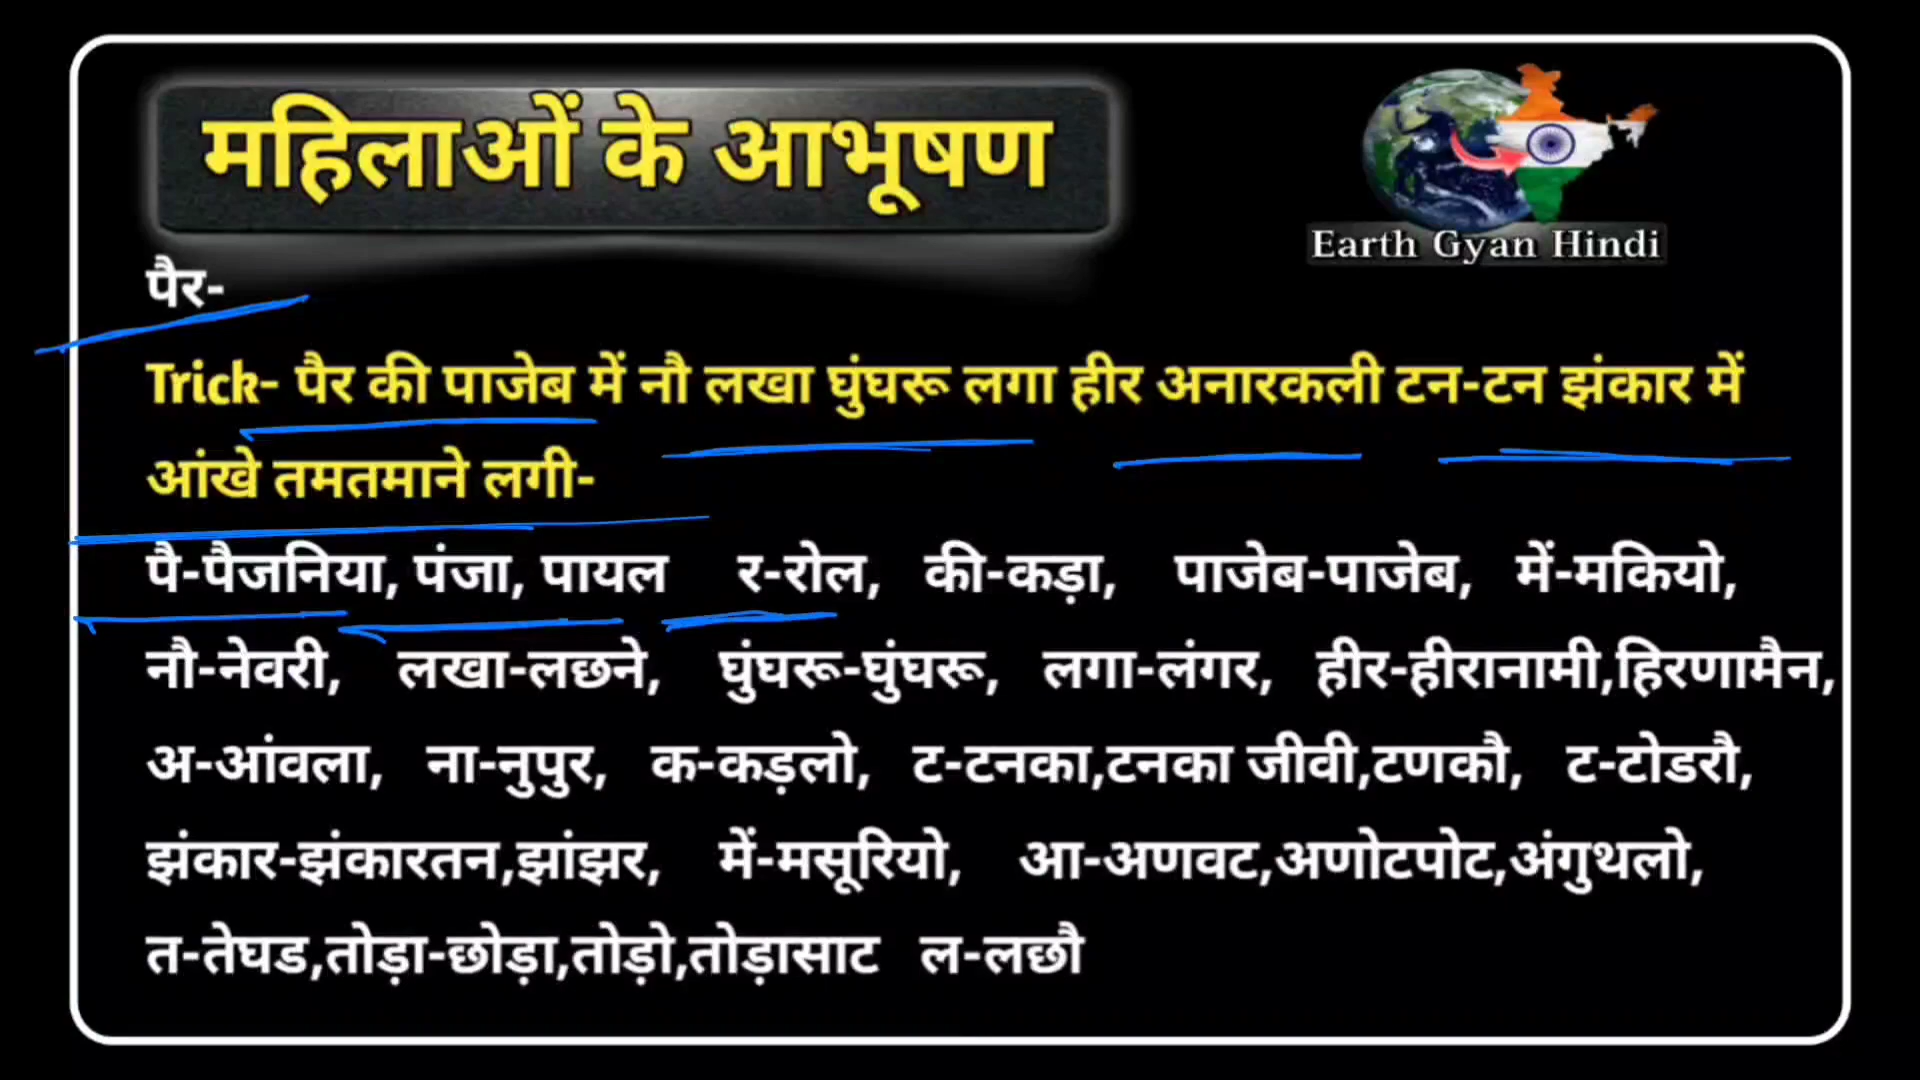 महिलाओं के आभूषण
Earth Gyan Hindi
पैर-
Trick- पैर की पाजेब में नौ लखा घुंघरू लगा हीर अनारकली टन-टन झंकार में
आंखे तमतमाने लगी-
पै-पैजनिया, पंजा, पायल र-रोल, की-कड़ा, पाजेब-पाजेब, में-मकियो,
नौ-नेवरी, लखा-लछने, घुंघरू-घुंघरू, लगा-लंगर, हीर-हीरानामी,हिरणामैन,
अ-आंवला, ना-नुपुर, क-कड़लो, ट-टनका,टनका जीवी,टणकौ, ट-टोडरौ,
झंकार-झंकारतन,झांझर, में-मसूरियो, आ-अणवट,अणोटपोट,अंगुथलो,
त-तेघड,तोड़ा-छोड़ा,तोड़ो,तोड़ासाट ल-लछौ